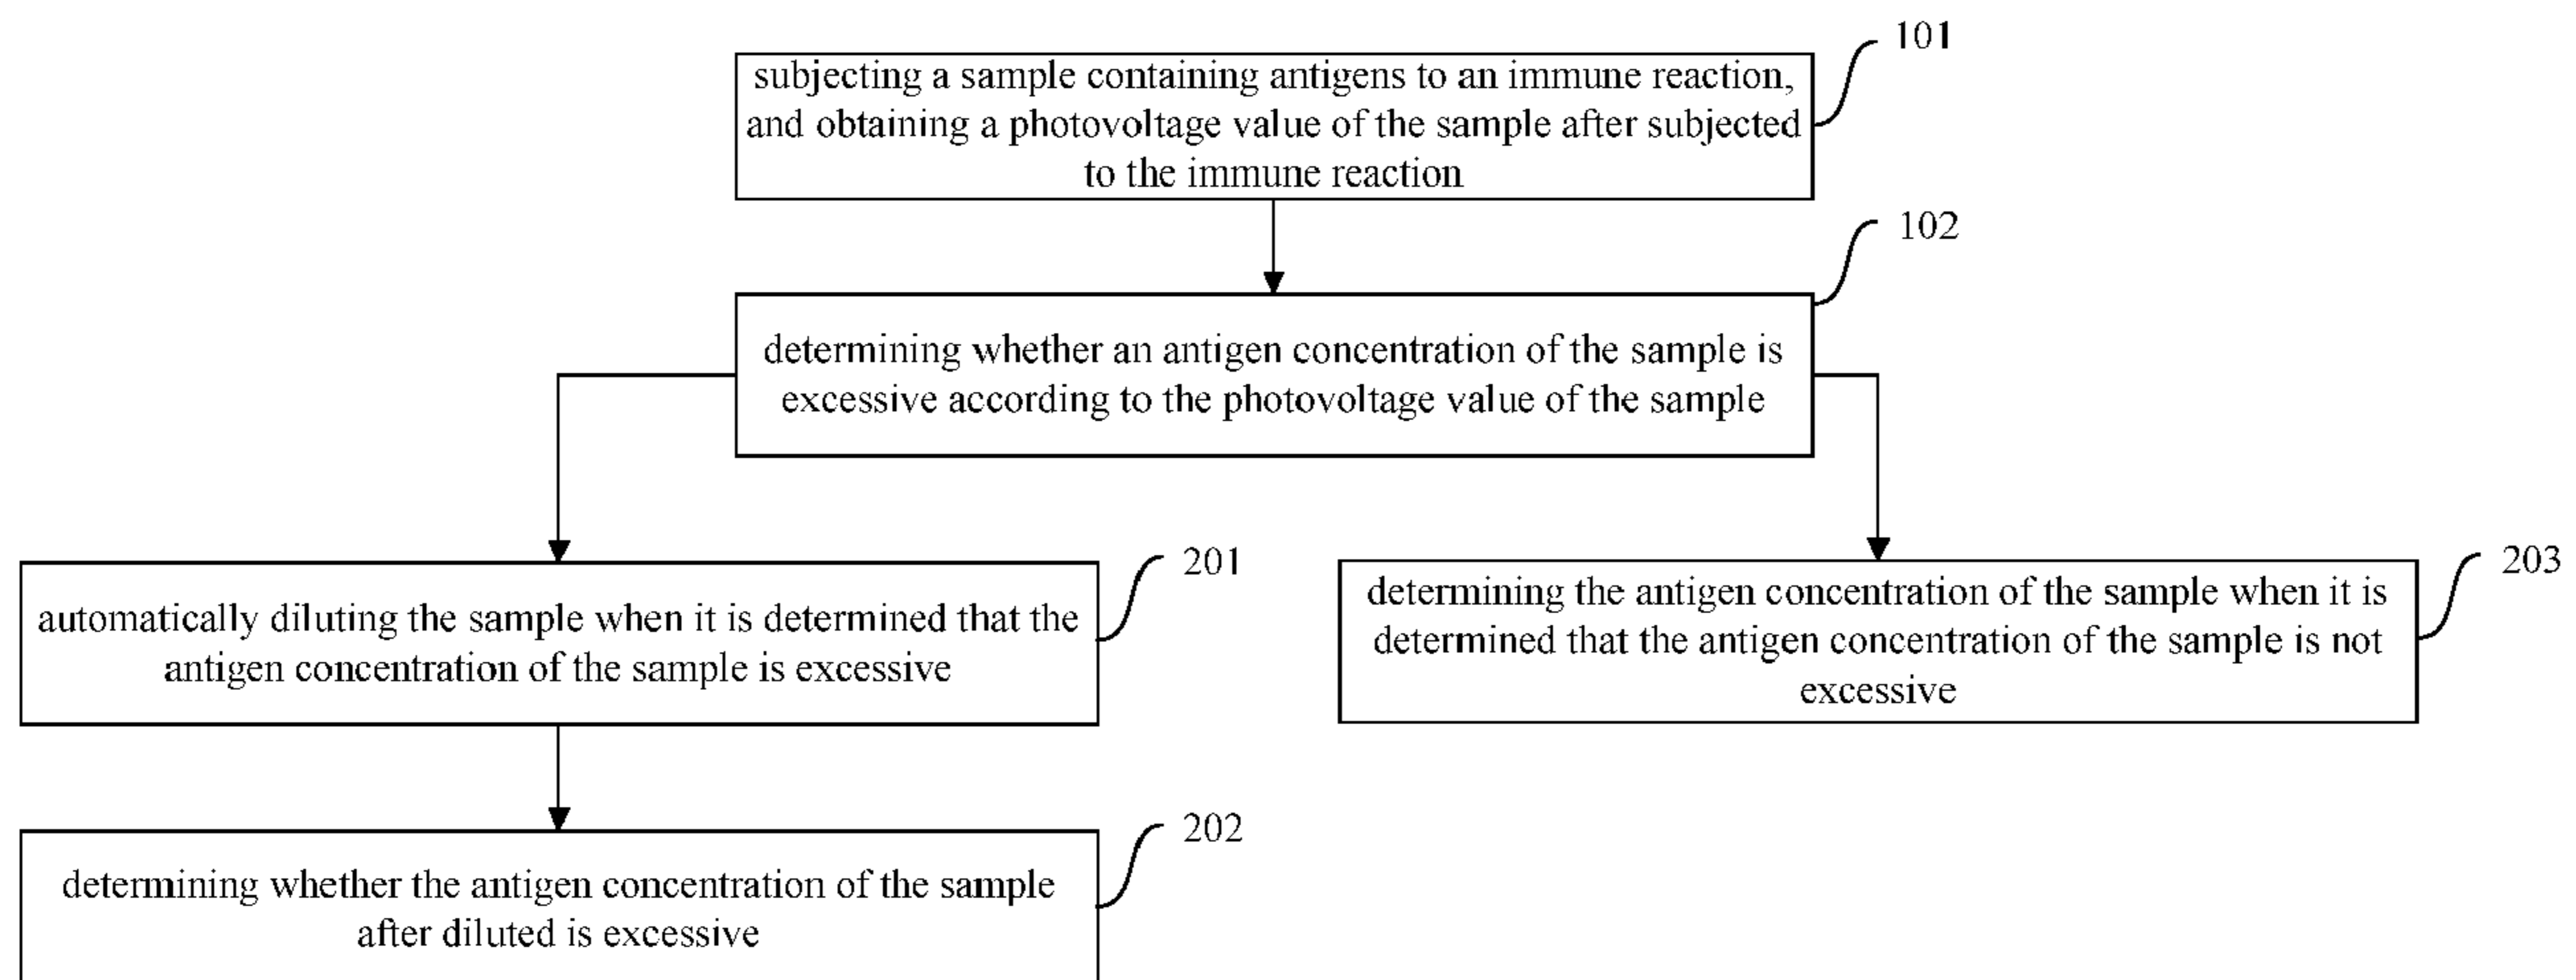 101
subjecting a sample containing antigens to an immune reaction,
and obtaining a photovoltage value of the sample after subjected
to the immune reaction
102
determining whether an antigen concentration of the sample is
excessive according to the photovoltage value of the sample
201
automatically diluting the sample when it is determined that the
antigen concentration of the sample is excessive
203
determining the antigen concentration of the sample when it is
determined that the antigen concentration of the sample is not
excessive
202
determining whether the antigen concentration of the sample
after diluted is excessive